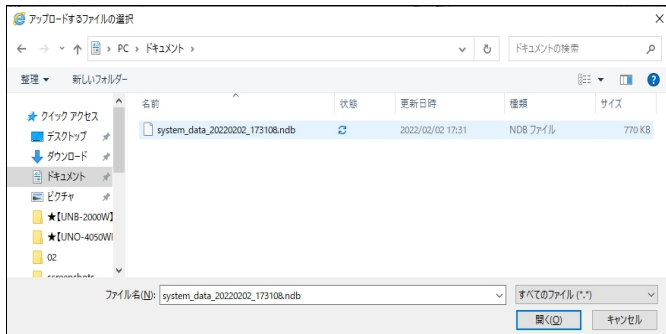 アップロードするファイルの選択
PC › ドキュメント ›
ドキュメントの検索
整理 新しいフォルダー
名前 状態 更新日時 種類 サイズ
system_data_20220202_173108.ndb 2022/02/02 17:31 NDB ファイル 770 KB
クイック アクセス
デスクトップ
ダウンロード
ドキュメント
ピクチャ
★【UNB-2000W】
★【UNO-4050W
02
screenshots
ファイル名(N): system_data_20220202_173108.ndb すべてのファイル (*.*)
開く(O) キャンセル